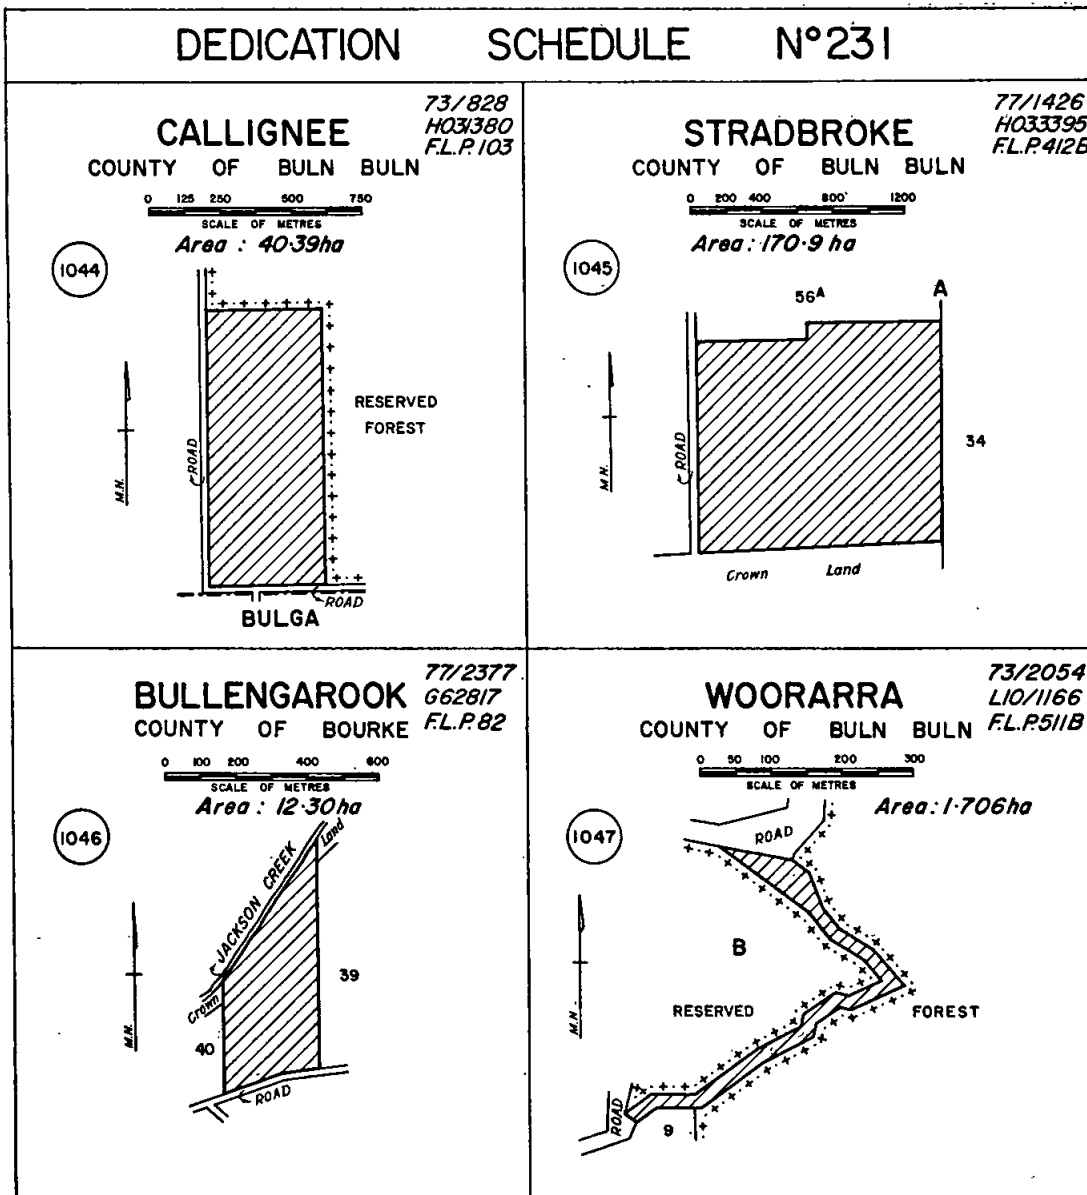 DEDICATION SCHEDULE N°231
73/828
H031380
F.L.P. 103
CALLIGNEE
COUNTY OF BULN BULN
0 125 250 500 750
SCALE OF METRES
Area : 40·39ha
1044
RESERVED
FOREST
ROAD
M.N.
ROAD
BULGA
77/1426
H033395
F.L.P. 412B
STRADBROKE
COUNTY OF BULN BULN
0 200 400 800 1200
SCALE OF METRES
Area : 170·9 ha
1045
56A
A
ROAD
34
M.N.
Crown Land
77/2377
G62817
F.L.P. 82
BULLENGAROOK
COUNTY OF BOURKE
0 100 200 400 600
SCALE OF METRES
Area : 12·30ha
1046
Land
JACKSON CREEK
39
Crown
M.N.
40
ROAD
73/2054
L10/1166
F.L.P. 511B
WOORARRA
COUNTY OF BULN BULN
0 50 100 200 300
SCALE OF METRES
Area : 1·706ha
1047
ROAD
B
RESERVED FOREST
M.N.
ROAD
9